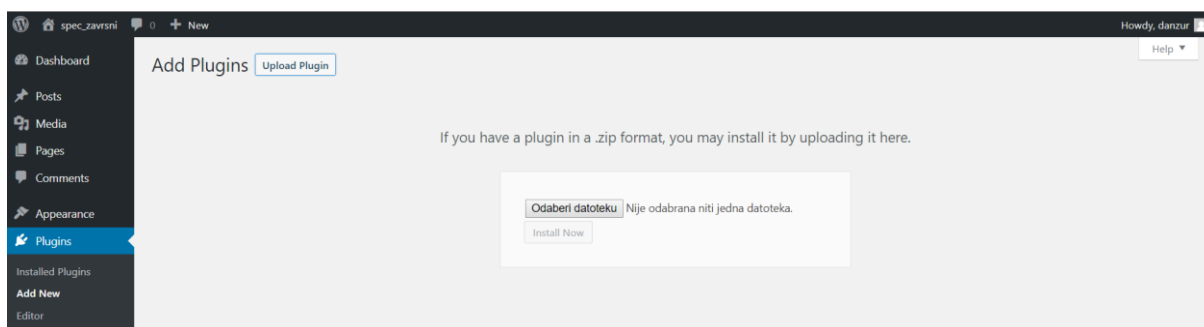 spec_zavrsni 0 + New Howdy, danzur
Help ▼
Dashboard
Posts
Media
Pages
Comments
Appearance
Plugins
Installed Plugins
Add New
Editor
Add Plugins Upload Plugin
If you have a plugin in a .zip format, you may install it by uploading it here.
Odaberi datoteku Nije odabrana niti jedna datoteka.
Install Now